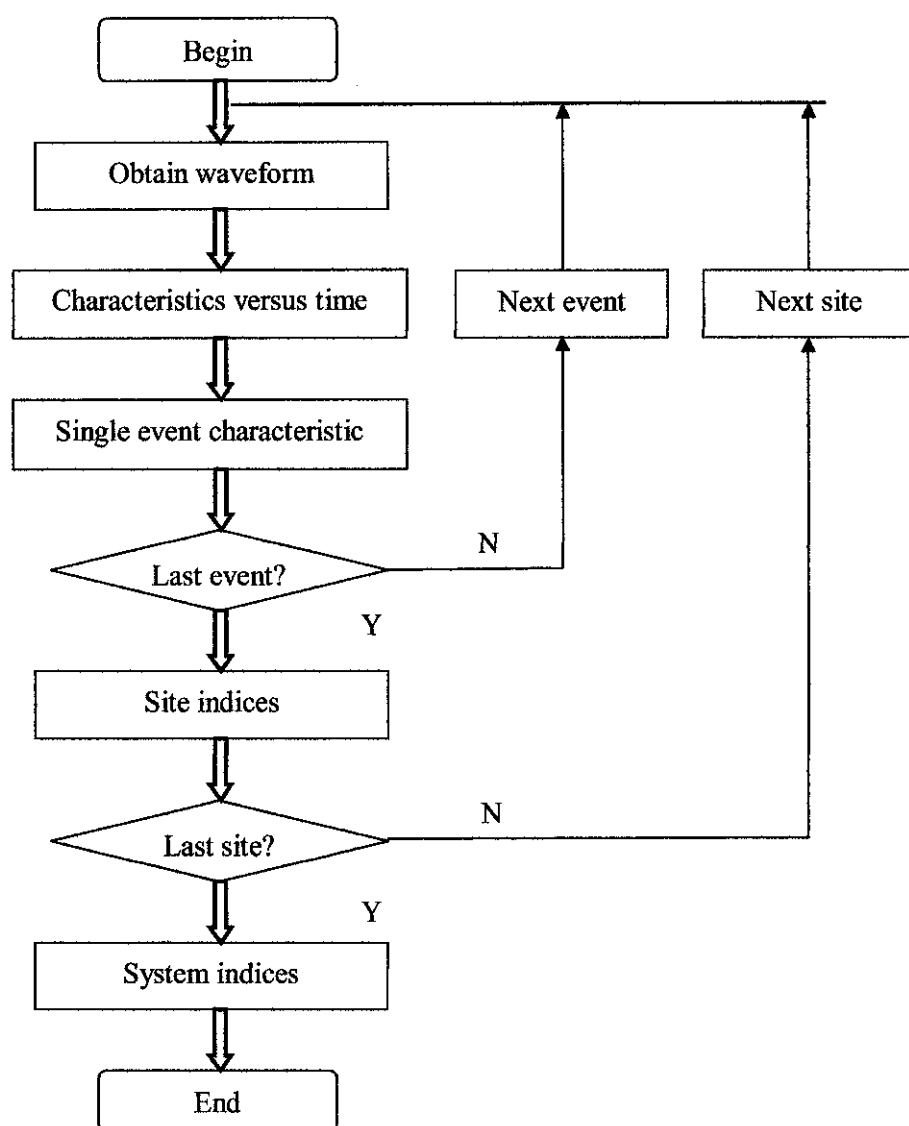 Begin
Obtain waveform
Characteristics versus time
Next event
Next site
Single event characteristic
N
Last event?
Y
Site indices
N
Last site?
Y
System indices
End